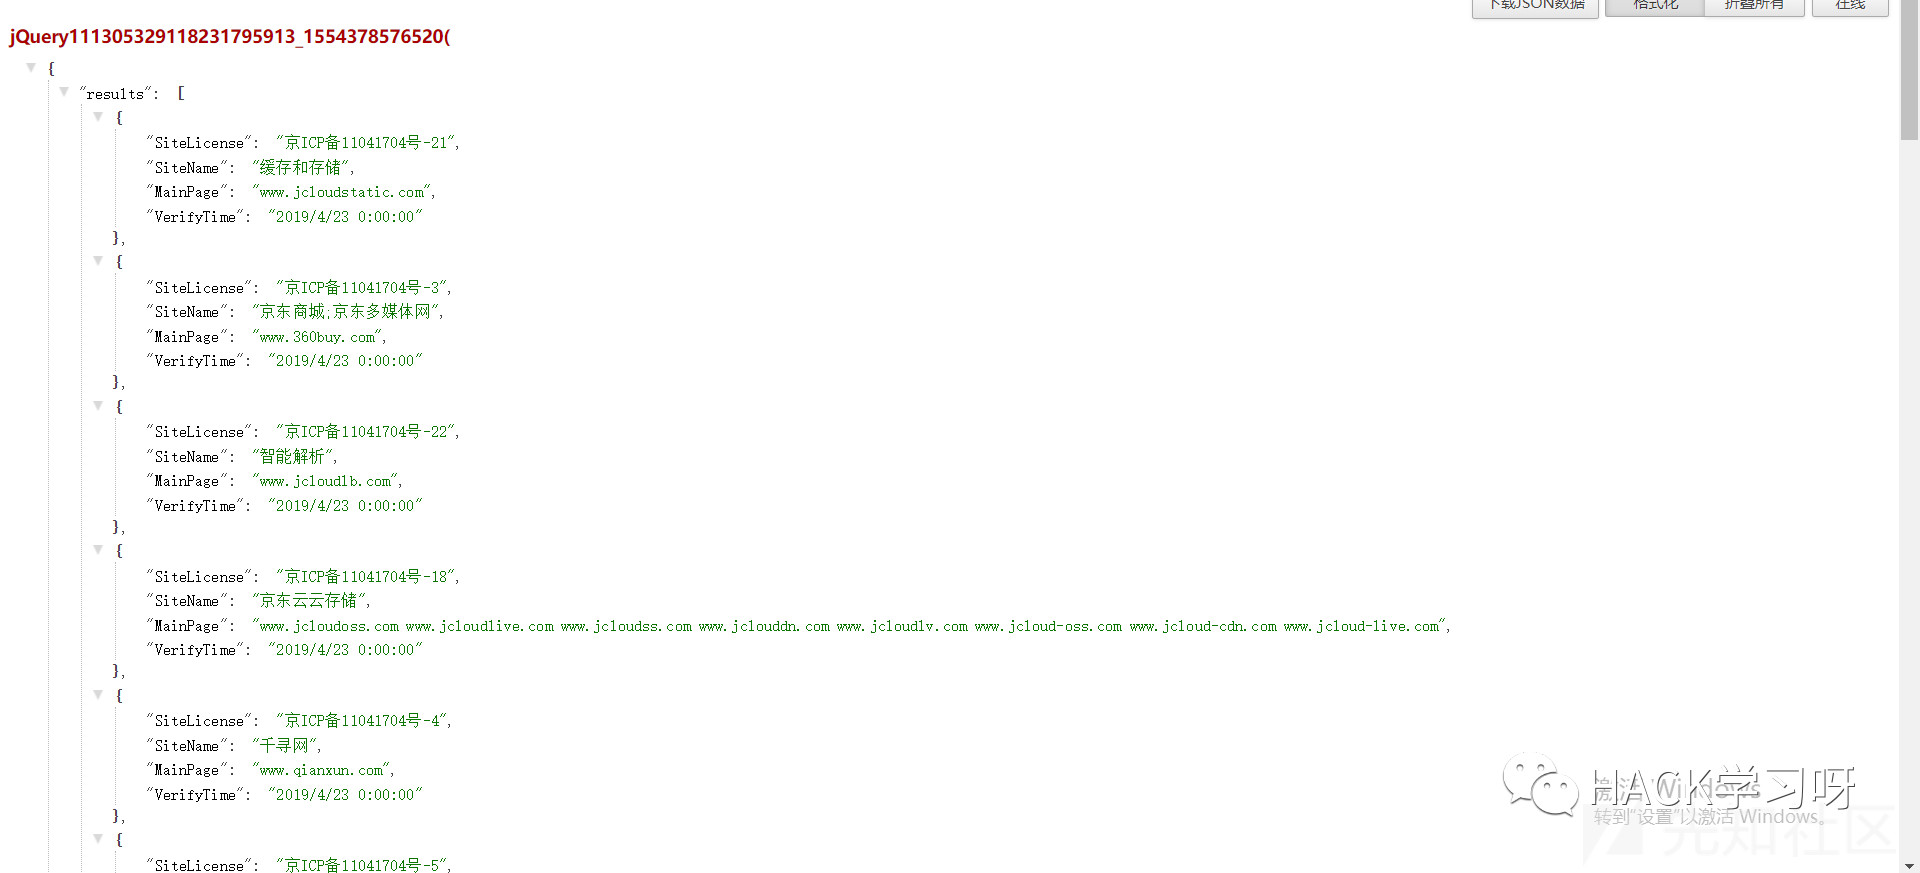 下载JSON数据 格式化 折叠所有 在线
jQuery111305329118231795913_1554378576520(
{
"results": [
{
"SiteLicense": "京ICP备11041704号-21",
"SiteName": "缓存和存储",
"MainPage": "www.jcloudstatic.com",
"VerifyTime": "2019/4/23 0:00:00"
},
{
"SiteLicense": "京ICP备11041704号-3",
"SiteName": "京东商城;京东多媒体网",
"MainPage": "www.360buy.com",
"VerifyTime": "2019/4/23 0:00:00"
},
{
"SiteLicense": "京ICP备11041704号-22",
"SiteName": "智能解析",
"MainPage": "www.jcloudlb.com",
"VerifyTime": "2019/4/23 0:00:00"
},
{
"SiteLicense": "京ICP备11041704号-18",
"SiteName": "京东云云存储",
"MainPage": "www.jcloudoss.com www.jcloudlive.com www.jcloudss.com www.jclouddn.com www.jcloudlv.com www.jcloud-oss.com www.jcloud-cdn.com www.jcloud-live.com",
"VerifyTime": "2019/4/23 0:00:00"
},
{
"SiteLicense": "京ICP备11041704号-4",
"SiteName": "千寻网",
"MainPage": "www.qianxun.com",
"VerifyTime": "2019/4/23 0:00:00"
},
{
"SiteLicense": "京ICP备11041704号-5",
HACK学习呀
激活 Windows
转到"设置"以激活 Windows。
先知社区